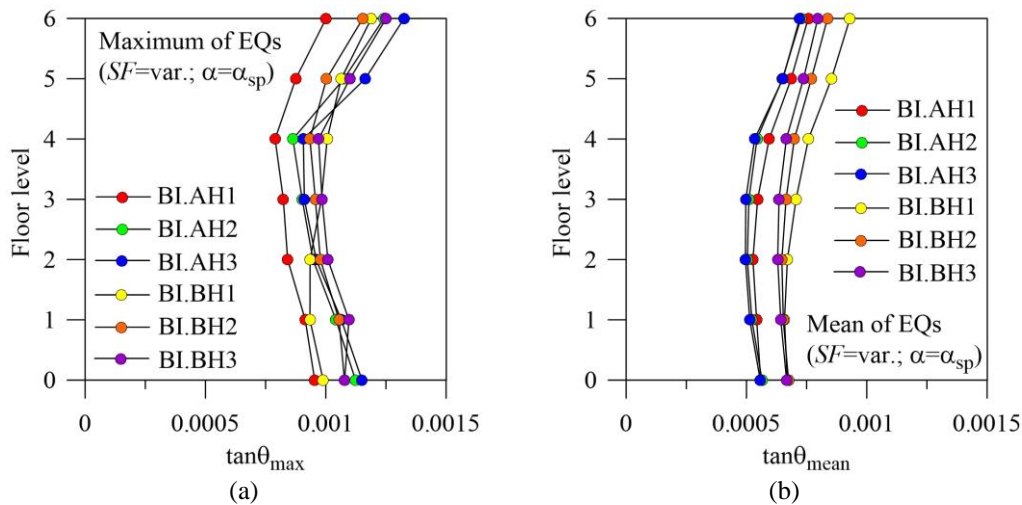 6
5
4
3
2
1
0
Floor level
Maximum of EQs
(SF=var.; α=αsp)
BI.AH1
BI.AH2
BI.AH3
BI.BH1
BI.BH2
BI.BH3
0 0.0005 0.001 0.0015
tanθmax
(a)
6
5
4
3
2
1
0
Floor level
BI.AH1
BI.AH2
BI.AH3
BI.BH1
BI.BH2
BI.BH3
Mean of EQs
(SF=var.; α=αsp)
0 0.0005 0.001 0.0015
tanθmean
(b)